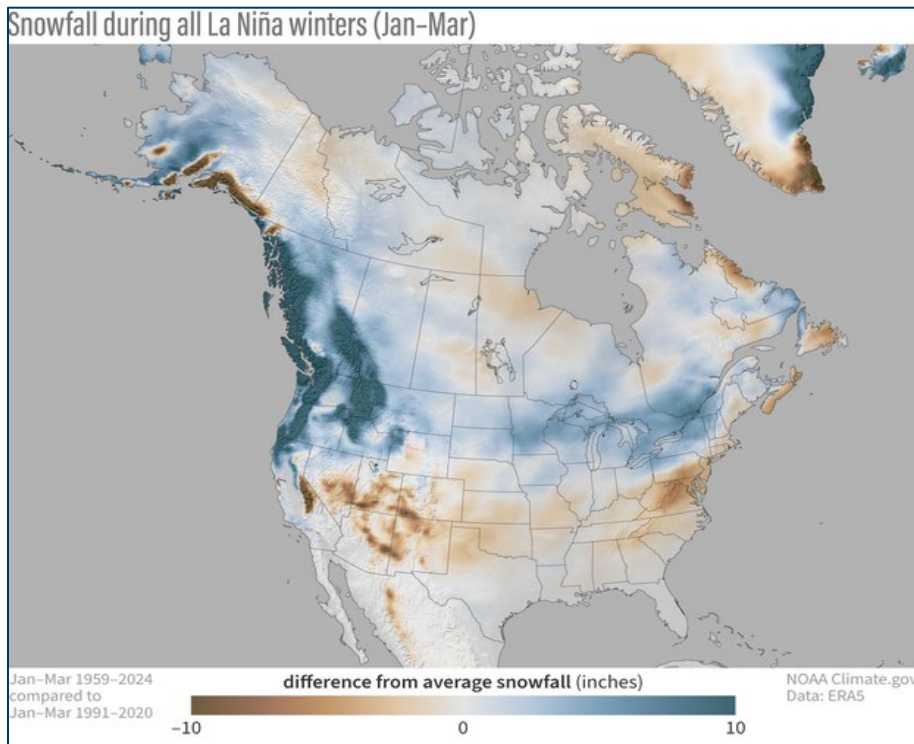 Snowfall during all La Niña winters (Jan–Mar)
Jan–Mar 1959–2024
compared to
Jan–Mar 1991–2020
difference from average snowfall (inches)
−10
0
10
NOAA Climate.gov
Data: ERA5